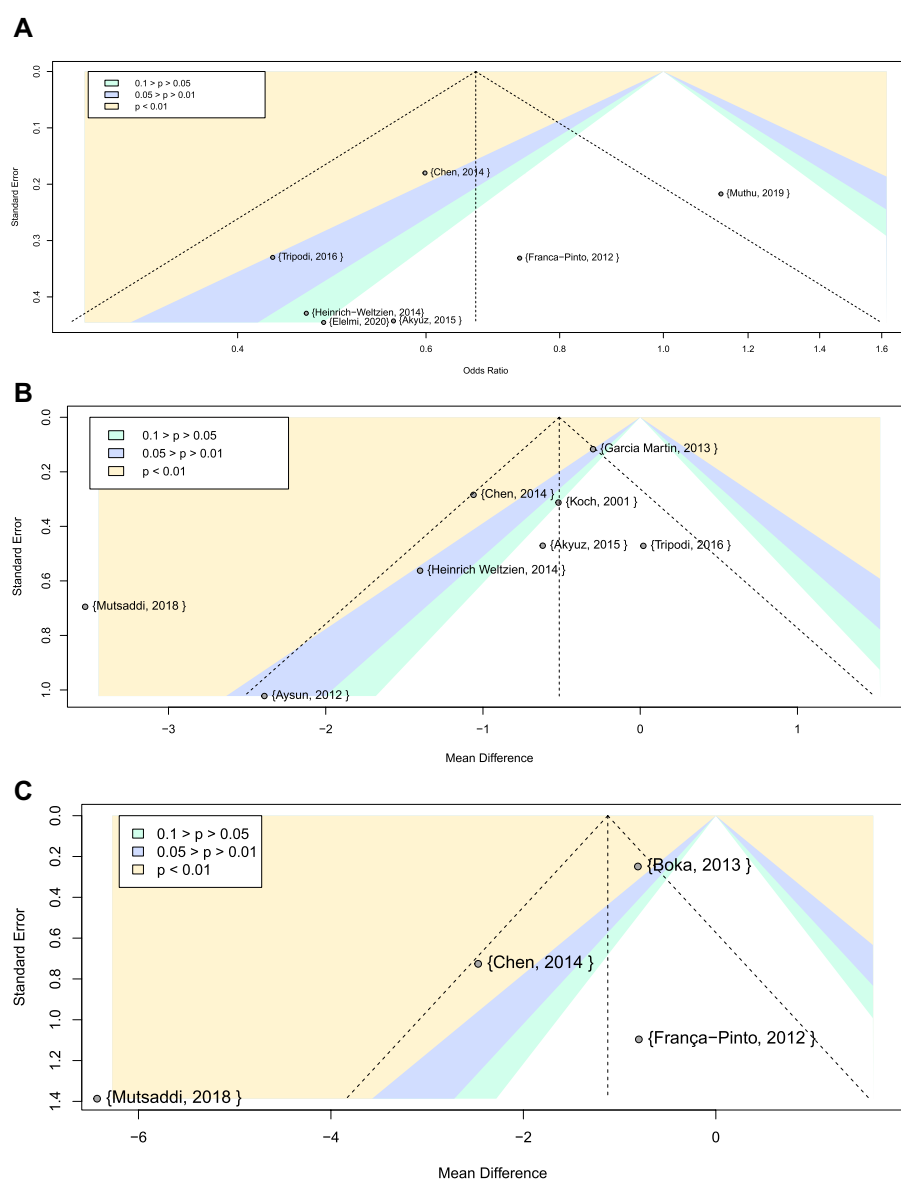 A
0.1 > p > 0.05
0.05 > p > 0.01
p < 0.01
Standard Error
0.0
0.1
0.2
0.3
0.4
{Chen, 2014 }
{Muthu, 2019 }
{Tripodi, 2016 }
{Franca−Pinto, 2012 }
{Heinrich−Weltzien, 2014}
{Elelmi, 2020}
{Akyuz, 2015 }
0.4
0.6
0.8
1.0
1.2
1.4
1.6
Odds Ratio
B
0.1 > p > 0.05
0.05 > p > 0.01
p < 0.01
Standard Error
0.0
0.2
0.4
0.6
0.8
1.0
{Garcia Martin, 2013 }
{Chen, 2014 }
{Koch, 2001 }
{Akyuz, 2015 }
{Tripodi, 2016 }
{Heinrich Weltzien, 2014 }
{Mutsaddi, 2018 }
{Aysun, 2012 }
−3
−2
−1
0
1
Mean Difference
C
0.1 > p > 0.05
0.05 > p > 0.01
p < 0.01
Standard Error
0.0
0.2
0.4
0.6
0.8
1.0
1.2
1.4
{Boka, 2013 }
{Chen, 2014 }
{França−Pinto, 2012 }
{Mutsaddi, 2018 }
−6
−4
−2
0
Mean Difference